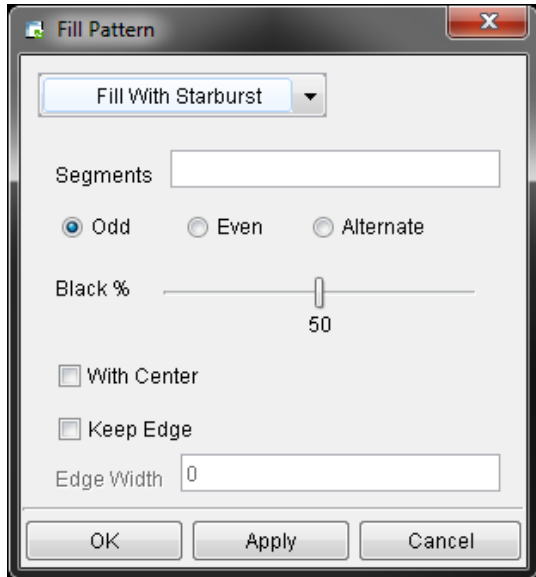 Fill Pattern
Fill With Starburst
Segments
Odd Even Alternate
Black %
50
With Center
Keep Edge
Edge Width 0
OK Apply Cancel